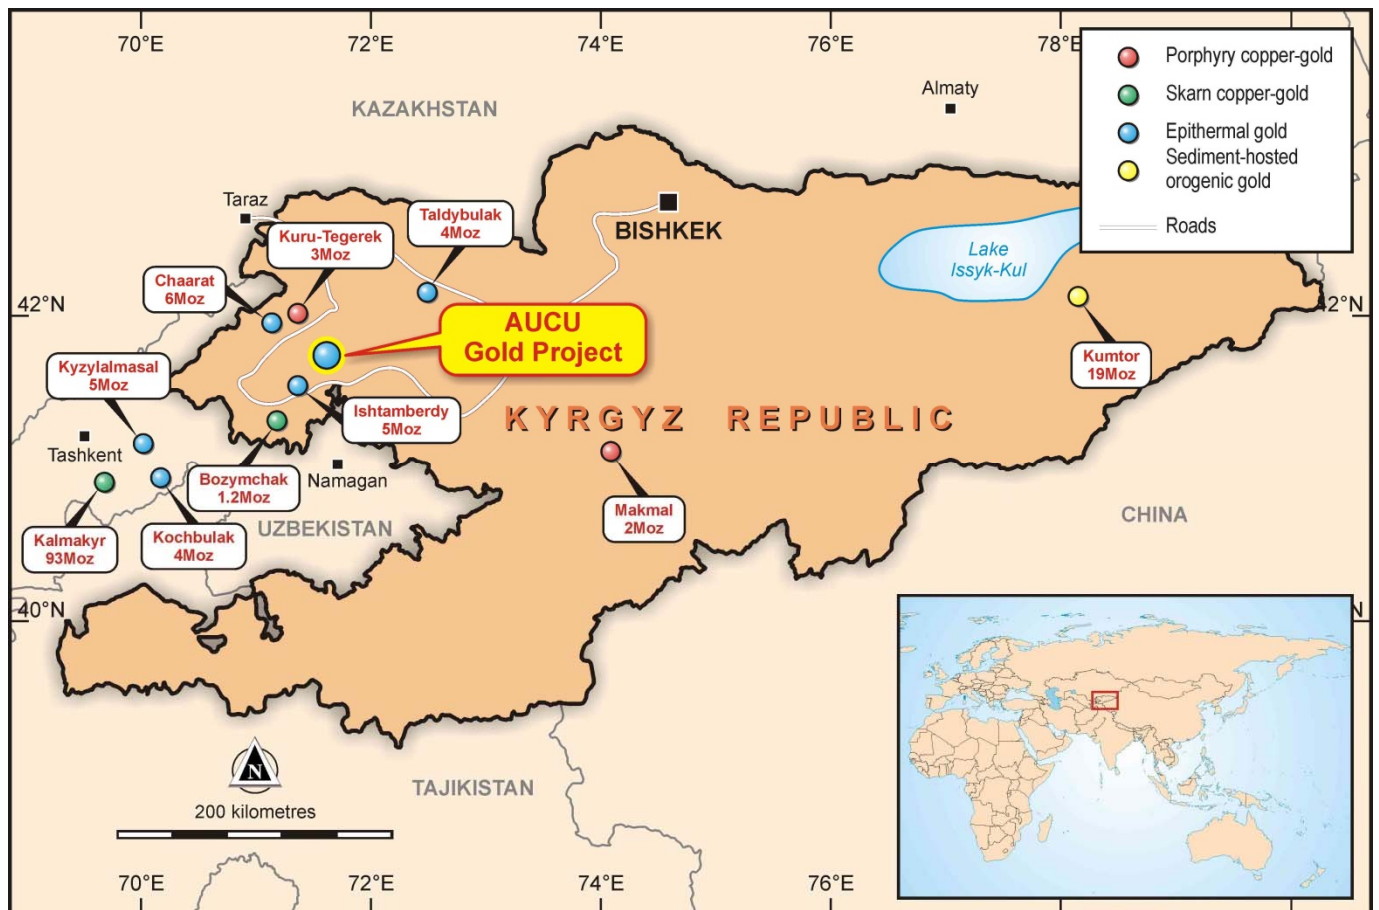 70°E
72°E
74°E
76°E
78°E
Porphyry copper-gold
Skarn copper-gold
Epithermal gold
Sediment-hosted
orogenic gold
Roads
Almaty
KAZAKHSTAN
Taraz
Taldybulak
4Moz
Kuru-Tegerek
3Moz
BISHKEK
Lake
Issyk-Kul
Chaarat
6Moz
42°N
42°N
AUCU
Gold Project
Kumtor
19Moz
Kyzylalmasal
5Moz
Ishtamberdy
5Moz
KYRGYZ REPUBLIC
Tashkent
Bozymchak
1.2Moz
Namagan
Makmal
2Moz
CHINA
UZBEKISTAN
Kalmakyr
93Moz
Kochbulak
4Moz
40°N
N
TAJIKISTAN
200 kilometres
70°E
72°E
74°E
76°E